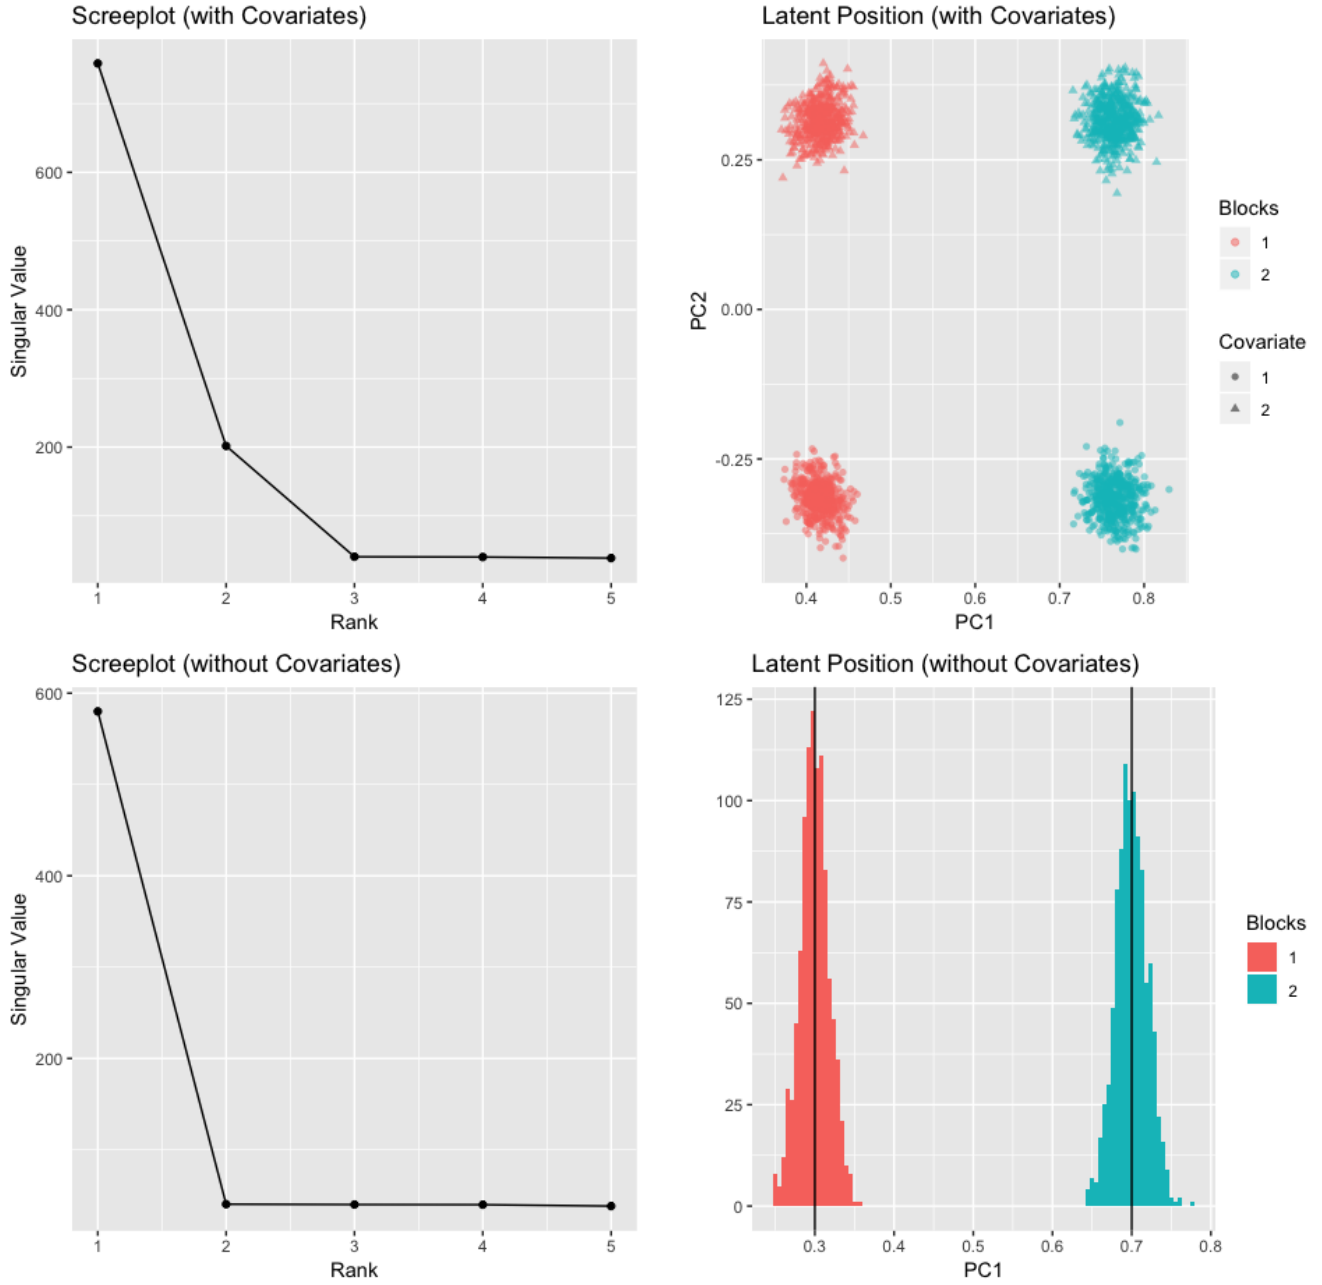 Screeplot (with Covariates)
Singular Value
600
400
200
1 2 3 4 5
Rank
Latent Position (with Covariates)
PC2
0.25
0.00
-0.25
0.4 0.5 0.6 0.7 0.8
PC1
Blocks
1
2
Covariate
1
2
Screeplot (without Covariates)
Singular Value
600
400
200
1 2 3 4 5
Rank
Latent Position (without Covariates)
125
100
75
50
25
0
0.3 0.4 0.5 0.6 0.7 0.8
PC1
Blocks
1
2